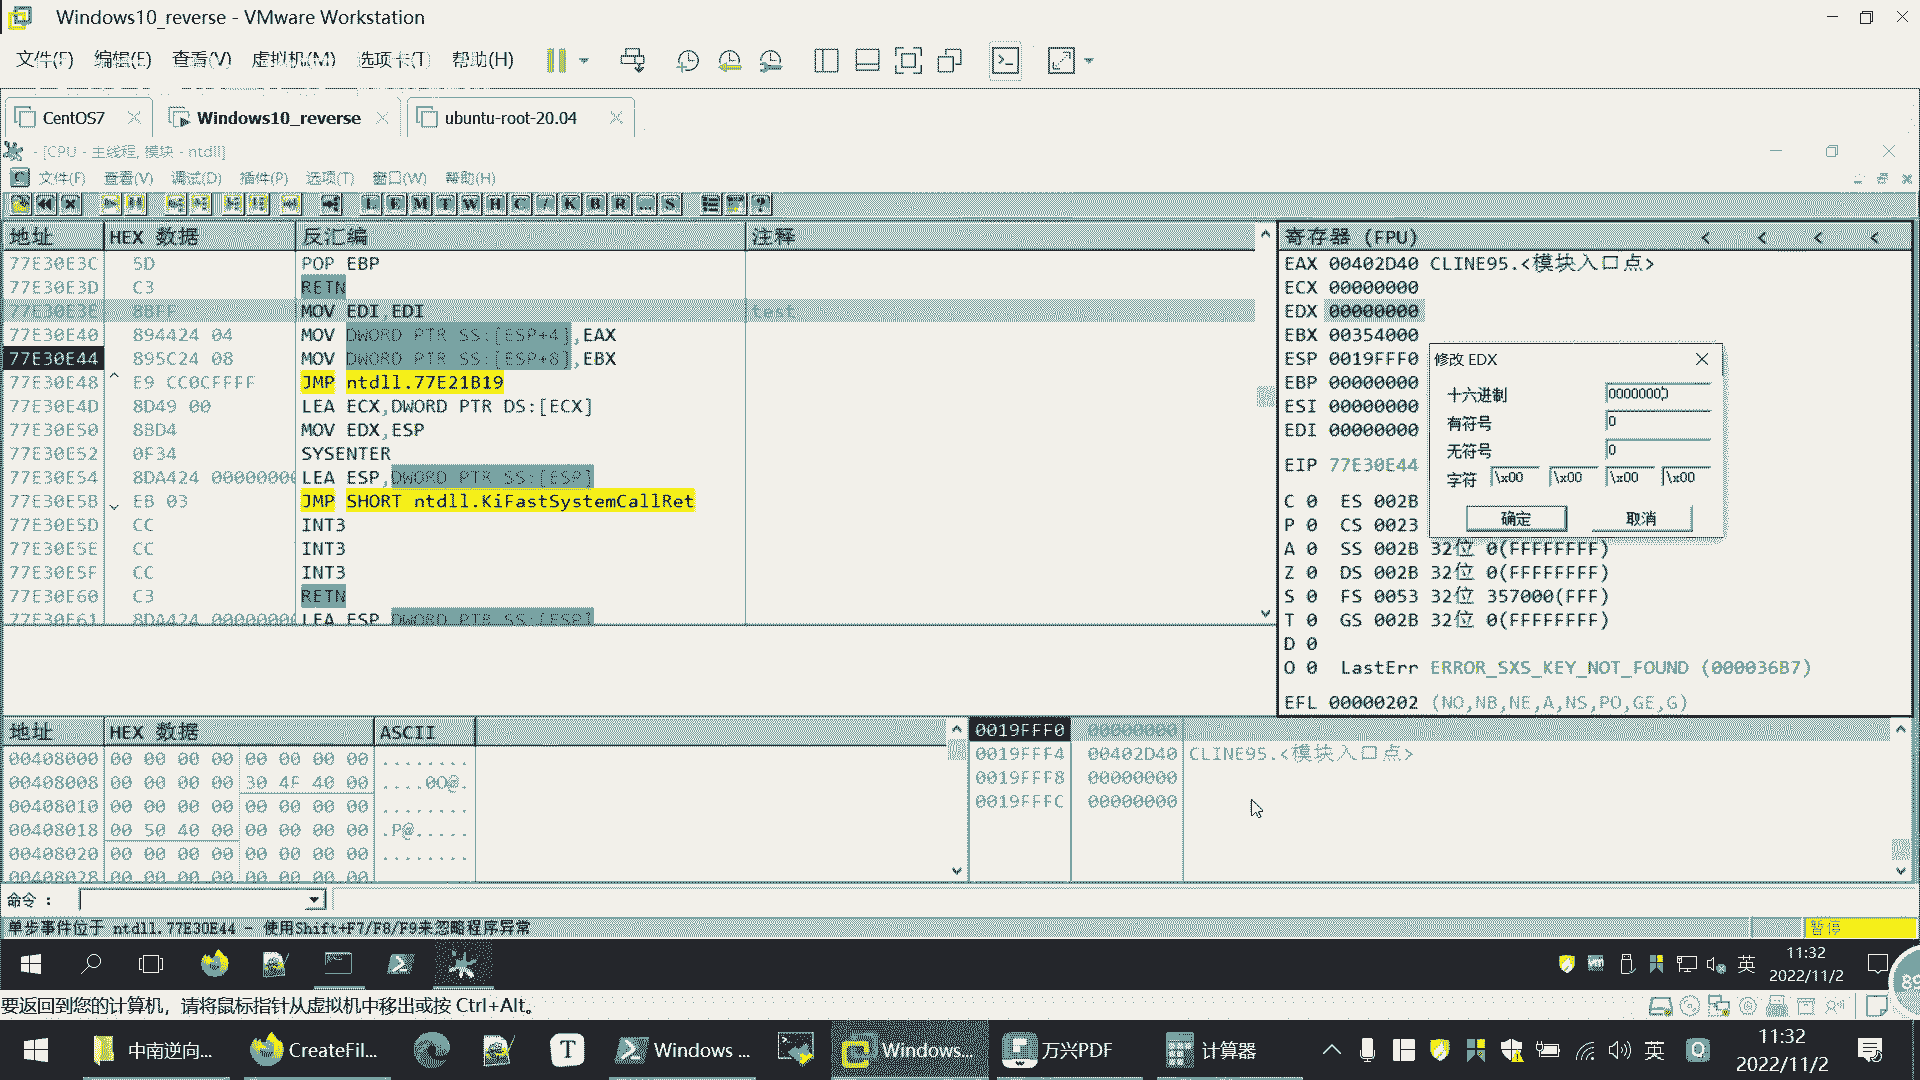 Windows10_reverse - VMware Workstation
文件(F) 编辑(E) 查看(V) 虚拟机(M) 选项卡(T) 帮助(H)
CentOS7 Windows10_reverse ubuntu-root-20.04
- [CPU - 主线程, 模块 - ntdll]
C 文件(F) 查看(V) 调试(D) 插件(P) 选项(T) 窗口(W) 帮助(H)
L E M T W H C / K B R ... S ?
地址 HEX 数据 反汇编 注释
77E30E3C 5D POP EBP
77E30E3D C3 RETN
77E30E3E 8BFF MOV EDI,EDI test
77E30E40 894424 04 MOV DWORD PTR SS:[ESP+4],EAX
77E30E44 895C24 08 MOV DWORD PTR SS:[ESP+8],EBX
77E30E48 E9 CC0CFFFF JMP ntdll.77E21B19
77E30E4D 8D49 00 LEA ECX,DWORD PTR DS:[ECX]
77E30E50 8BD4 MOV EDX,ESP
77E30E52 0F34 SYSENTER
77E30E54 8DA424 00000000 LEA ESP,DWORD PTR SS:[ESP]
77E30E5B EB 03 JMP SHORT ntdll.KiFastSystemCallRet
77E30E5D CC INT3
77E30E5E CC INT3
77E30E5F CC INT3
77E30E60 C3 RETN
77E30E61 8DA424 00000000 LEA ESP,DWORD PTR SS:[ESP]
寄存器 (FPU) < < < <
EAX 00402D40 CLINE95.<模块入口点>
ECX 00000000
EDX 00000000
EBX 00354000
ESP 0019FFF0
EBP 00000000
ESI 00000000
EDI 00000000
EIP 77E30E44
C 0 ES 002B
P 0 CS 0023
A 0 SS 002B 32位 0(FFFFFFFF)
Z 0 DS 002B 32位 0(FFFFFFFF)
S 0 FS 0053 32位 357000(FFF)
T 0 GS 002B 32位 0(FFFFFFFF)
D 0
O 0 LastErr ERROR_SXS_KEY_NOT_FOUND (000036B7)
EFL 00000202 (NO,NB,NE,A,NS,PO,GE,G)
修改 EDX
十六进制 00000000
有符号 0
无符号 0
字符 \x00 \x00 \x00 \x00
确定 取消
地址 HEX 数据 ASCII
00408000 00 00 00 00 00 00 00 00 ........
00408008 00 00 00 00 30 4F 40 00 ....0O@.
00408010 00 00 00 00 00 00 00 00 ........
00408018 00 50 40 00 00 00 00 00 .P@.....
00408020 00 00 00 00 00 00 00 00 ........
00408028 00 00 00 00 00 00 00 00
0019FFF0 00000000
0019FFF4 00402D40 CLINE95.<模块入口点>
0019FFF8 00000000
0019FFFC 00000000
命令 :
单步事件位于 ntdll.77E30E44 - 使用Shift+F7/F8/F9来忽略程序异常 暂停
英 11:32
2022/11/2
89
要返回到您的计算机，请将鼠标指针从虚拟机中移出或按 Ctrl+Alt。
中南逆向... CreateFil... T Windows ... Windows... 万兴PDF 计算器 英 Q 11:32
2022/11/2